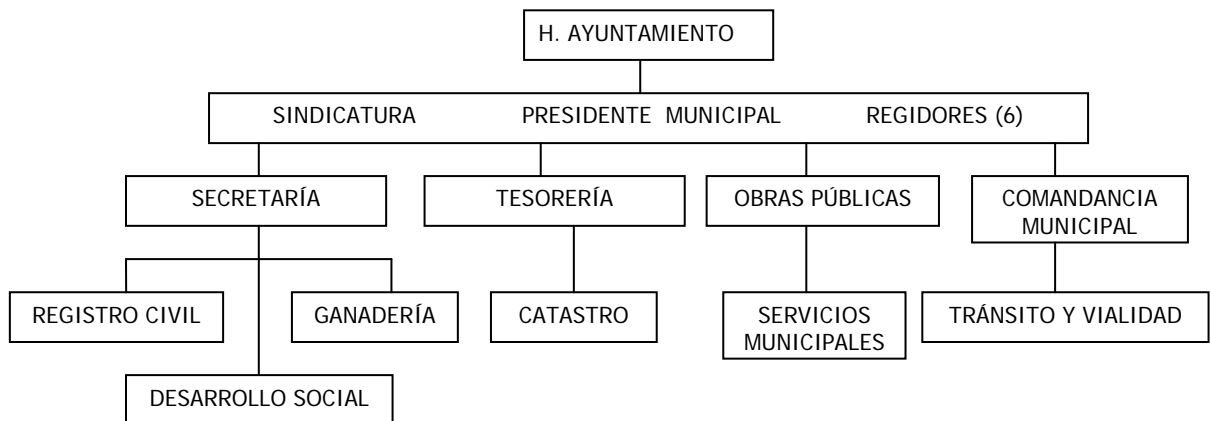 H. AYUNTAMIENTO
SINDICATURA PRESIDENTE MUNICIPAL REGIDORES (6)
SECRETARÍA
TESORERÍA
OBRAS PÚBLICAS
COMANDANCIA
MUNICIPAL
REGISTRO CIVIL
GANADERÍA
CATASTRO
SERVICIOS
MUNICIPALES
TRÁNSITO Y VIALIDAD
DESARROLLO SOCIAL